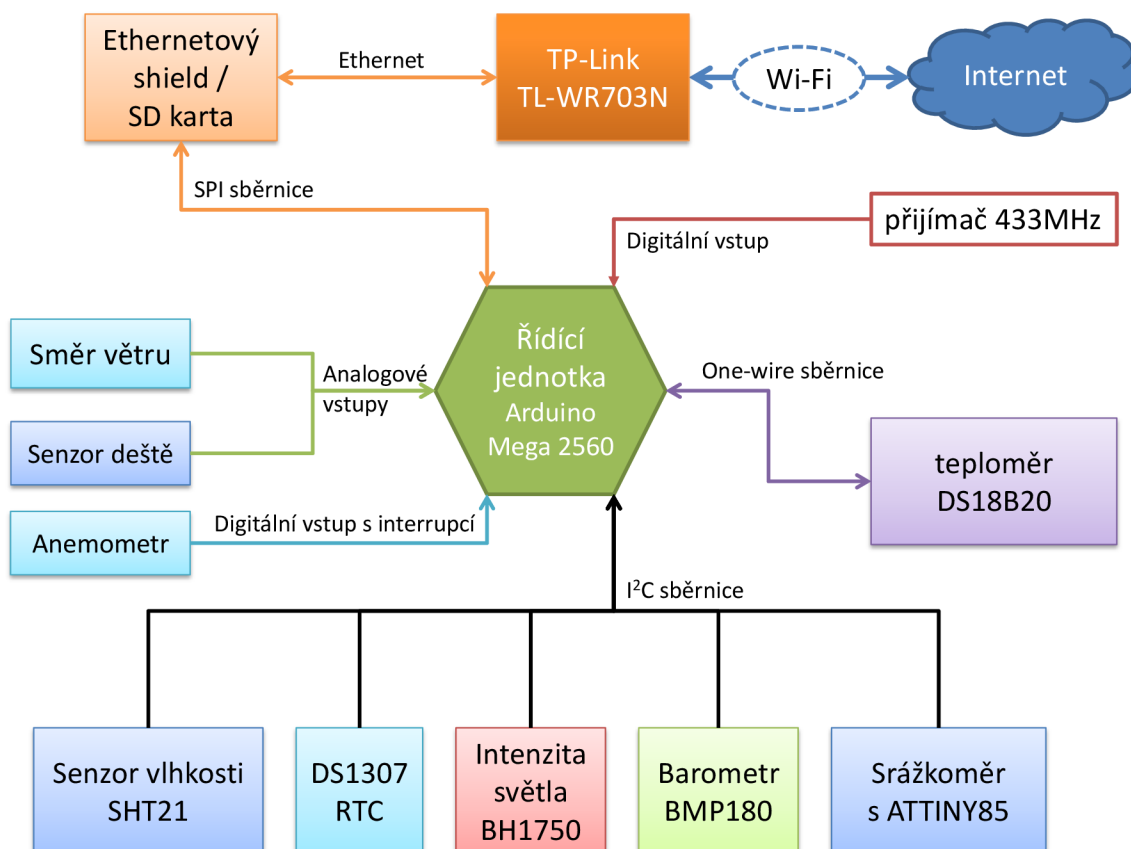 Ethernetový
shield /
SD karta
Ethernet
TP-Link
TL-WR703N
Wi-Fi
Internet
SPI sběrnice
Digitální vstup
přijímač 433MHz
Směr větru
Senzor deště
Analogové
vstupy
Řídící
jednotka
Arduino
Mega 2560
One-wire sběrnice
teploměr
DS18B20
Anemometr
Digitální vstup s interrupcí
I²C sběrnice
Senzor vlhkosti
SHT21
DS1307
RTC
Intenzita
světla
BH1750
Barometr
BMP180
Srážkoměr
s ATTINY85